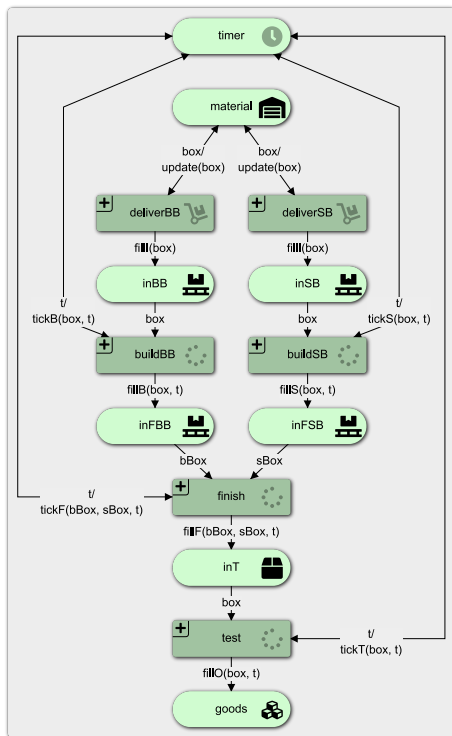 timer
material
box/
update(box)
box/
update(box)
deliverBB
deliverSB
fillI(box)
fillI(box)
inBB
inSB
t/
tickB(box, t)
box
box
t/
tickS(box, t)
buildBB
buildSB
fillB(box, t)
fillS(box, t)
inFBB
inFSB
bBox
sBox
t/
tickF(bBox, sBox, t)
finish
fillF(bBox, sBox, t)
inT
box
test
t/
tickT(box, t)
fillO(box, t)
goods